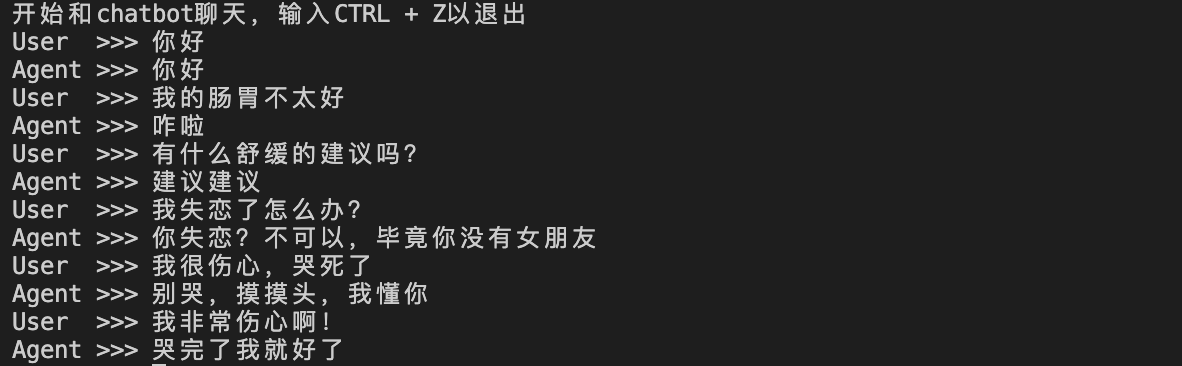 开始和chatbot聊天, 输入CTRL + Z以退出
User  >>> 你好
Agent >>> 你好
User  >>> 我的肠胃不太好
Agent >>> 咋啦
User  >>> 有什么舒缓的建议吗?
Agent >>> 建议建议
User  >>> 我失恋了怎么办?
Agent >>> 你失恋? 不可以, 毕竟你没有女朋友
User  >>> 我很伤心, 哭死了
Agent >>> 别哭, 摸摸头, 我懂你
User  >>> 我非常伤心啊!
Agent >>> 哭完了我就好了